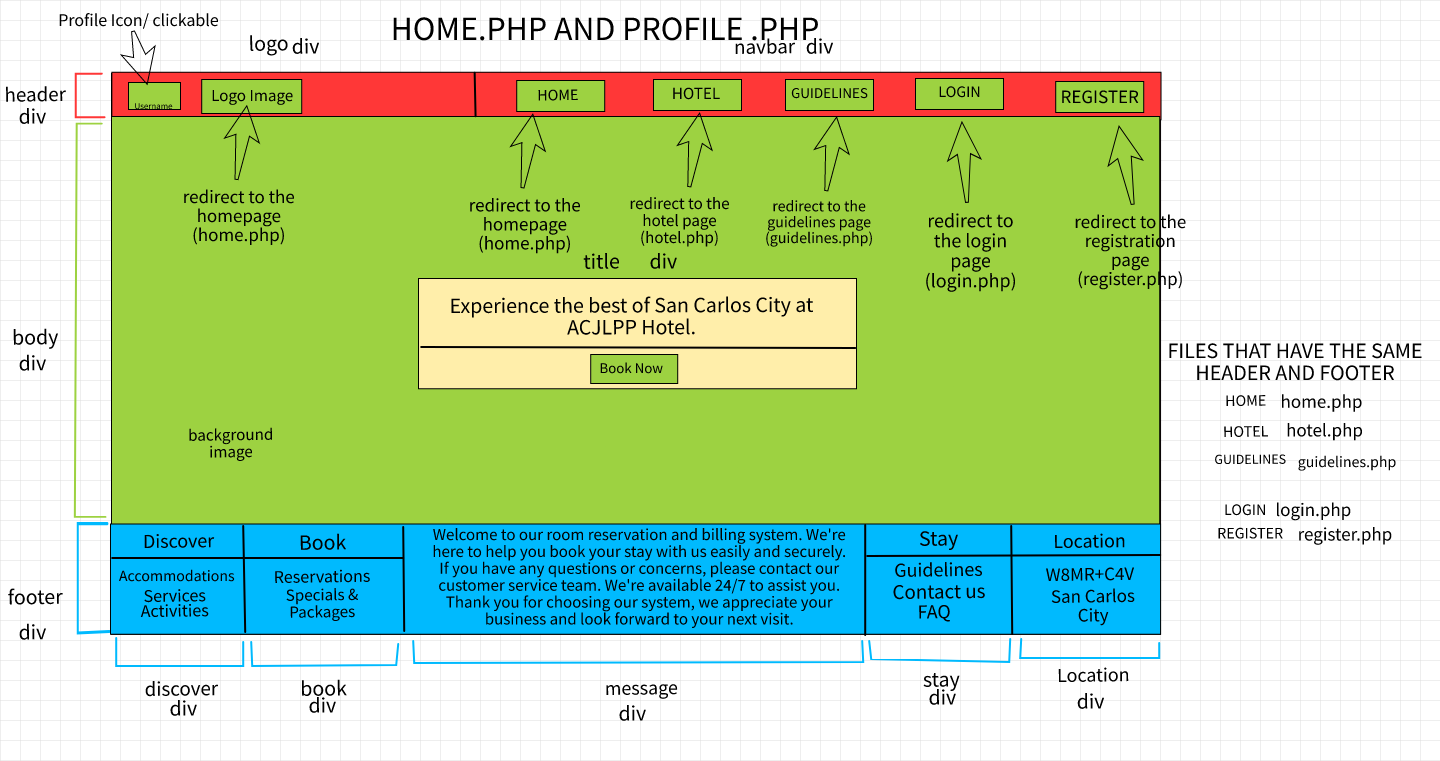 Profile Icon/ clickable
HOME.PHP AND PROFILE .PHP
logo div
navbar div
header
div
Username
Logo Image
HOME
HOTEL
GUIDELINES
LOGIN
REGISTER
redirect to the
homepage
(home.php)
redirect to the
homepage
(home.php)
redirect to the
hotel page
(hotel.php)
redirect to the
guidelines page
(guidelines.php)
redirect to
the login
page
(login.php)
redirect to the
registration
page
(register.php)
title div
Experience the best of San Carlos City at
ACJLPP Hotel.
Book Now
body
div
background
image
FILES THAT HAVE THE SAME
HEADER AND FOOTER
HOME home.php
HOTEL hotel.php
GUIDELINES guidelines.php
LOGIN login.php
REGISTER register.php
footer
div
Discover
Accommodations
Services
Activities
Book
Reservations
Specials &
Packages
Welcome to our room reservation and billing system. We're
here to help you book your stay with us easily and securely.
If you have any questions or concerns, please contact our
customer service team. We're available 24/7 to assist you.
Thank you for choosing our system, we appreciate your
business and look forward to your next visit.
Stay
Guidelines
Contact us
FAQ
Location
W8MR+C4V
San Carlos
City
discover
div
book
div
message
div
stay
div
Location
div